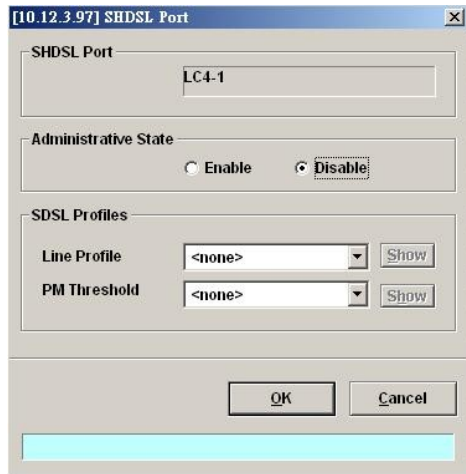 [10.12.3.97] SHDSL Port
SHDSL Port
LC4-1
Administrative State
Enable Disable
SDSL Profiles
Line Profile <none> Show
PM Threshold <none> Show
OK Cancel